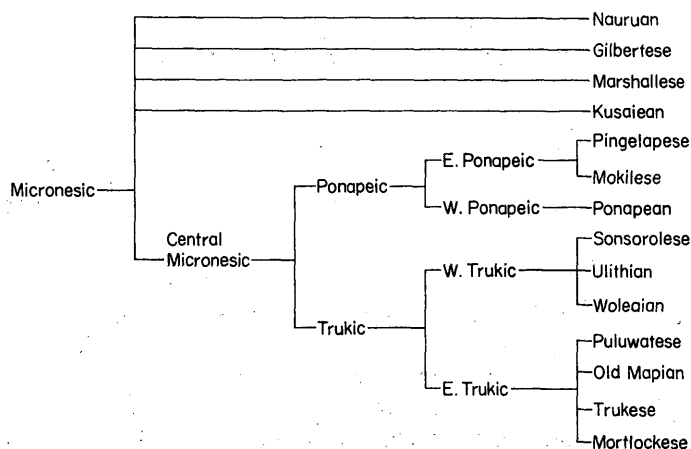 Nauruan
Gilbertese
Marshallese
Kusaiean
Pingelapese
E. Ponapeic
Mokilese
Micronesic
Ponapeic
W. Ponapeic
Ponapean
Central
Micronesic
Sonsorolese
W. Trukic
Ulithian
Woleaian
Trukic
Puluwatese
Old Mapian
E. Trukic
Trukese
Mortlockese